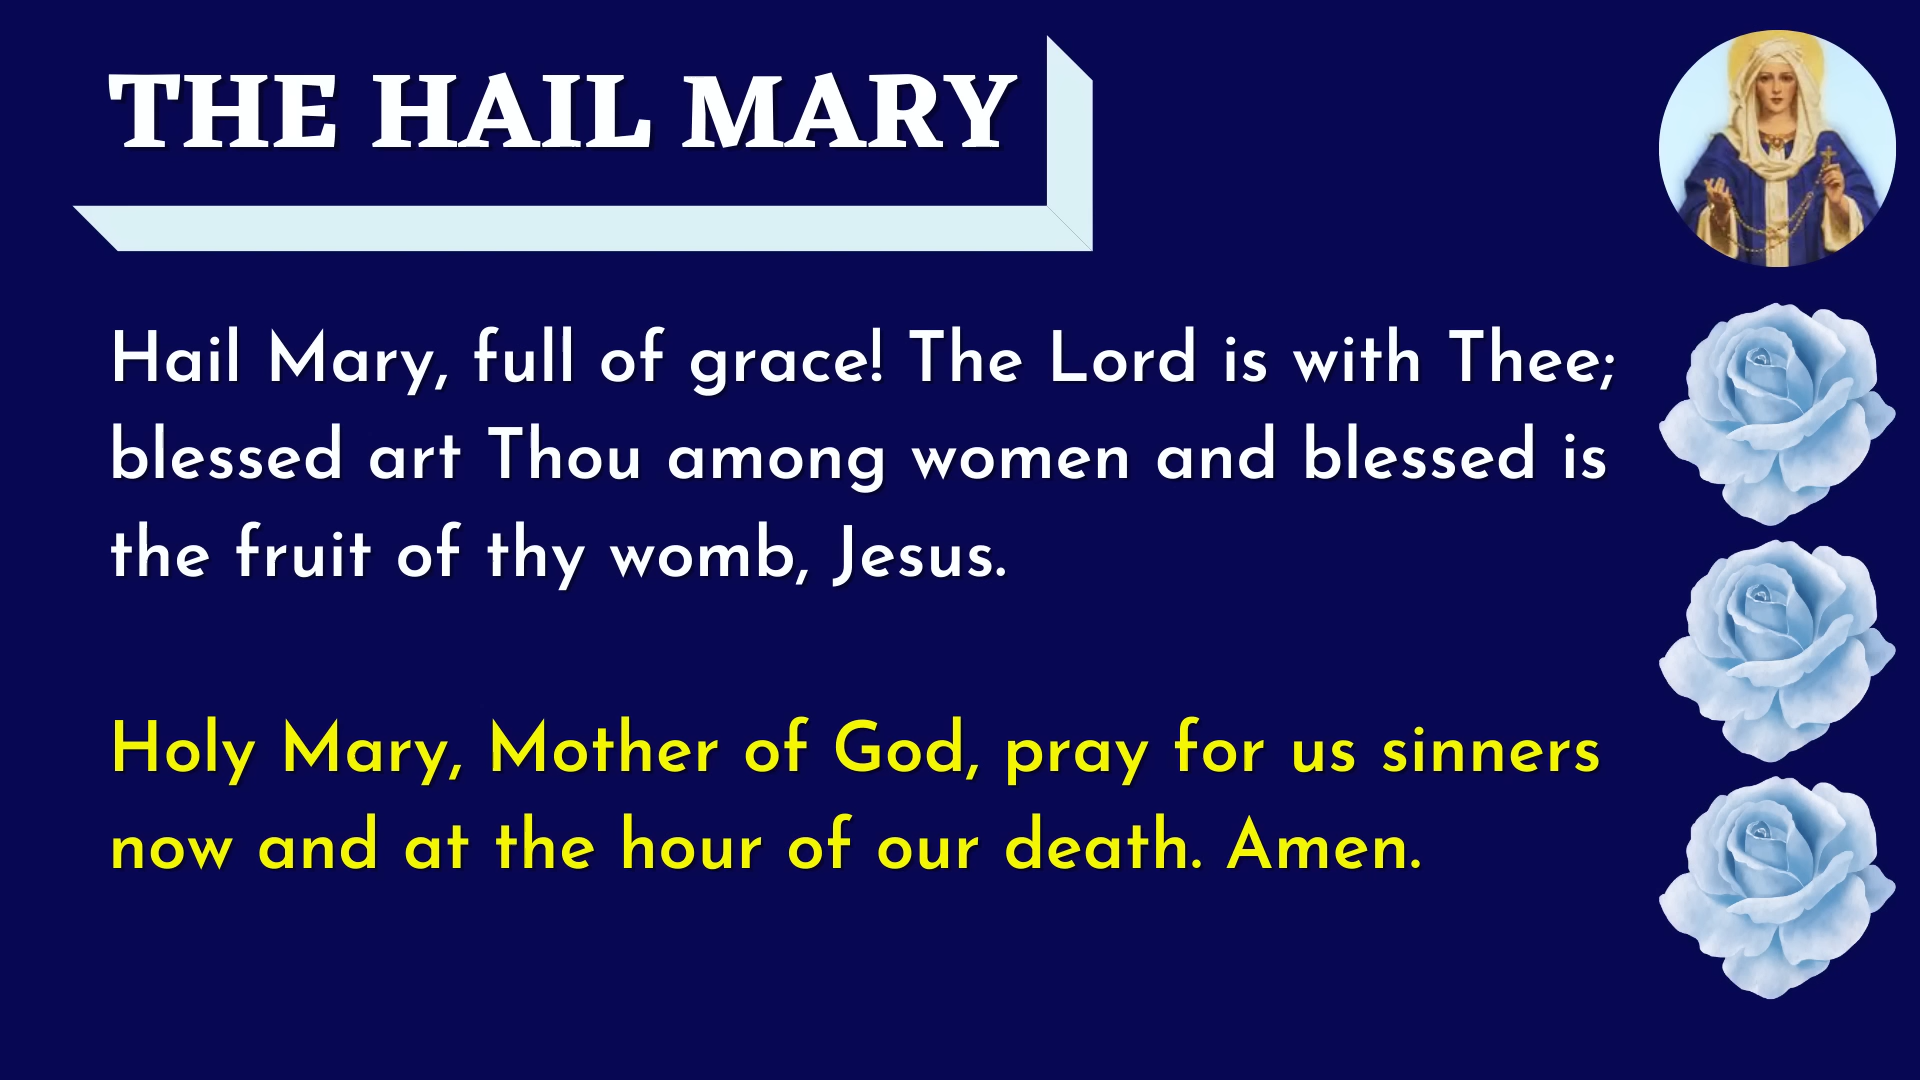 THE HAIL MARY
Hail Mary, full of grace! The Lord is with Thee;
blessed art Thou among women and blessed is
the fruit of thy womb, Jesus.
Holy Mary, Mother of God, pray for us sinners
now and at the hour of our death. Amen.